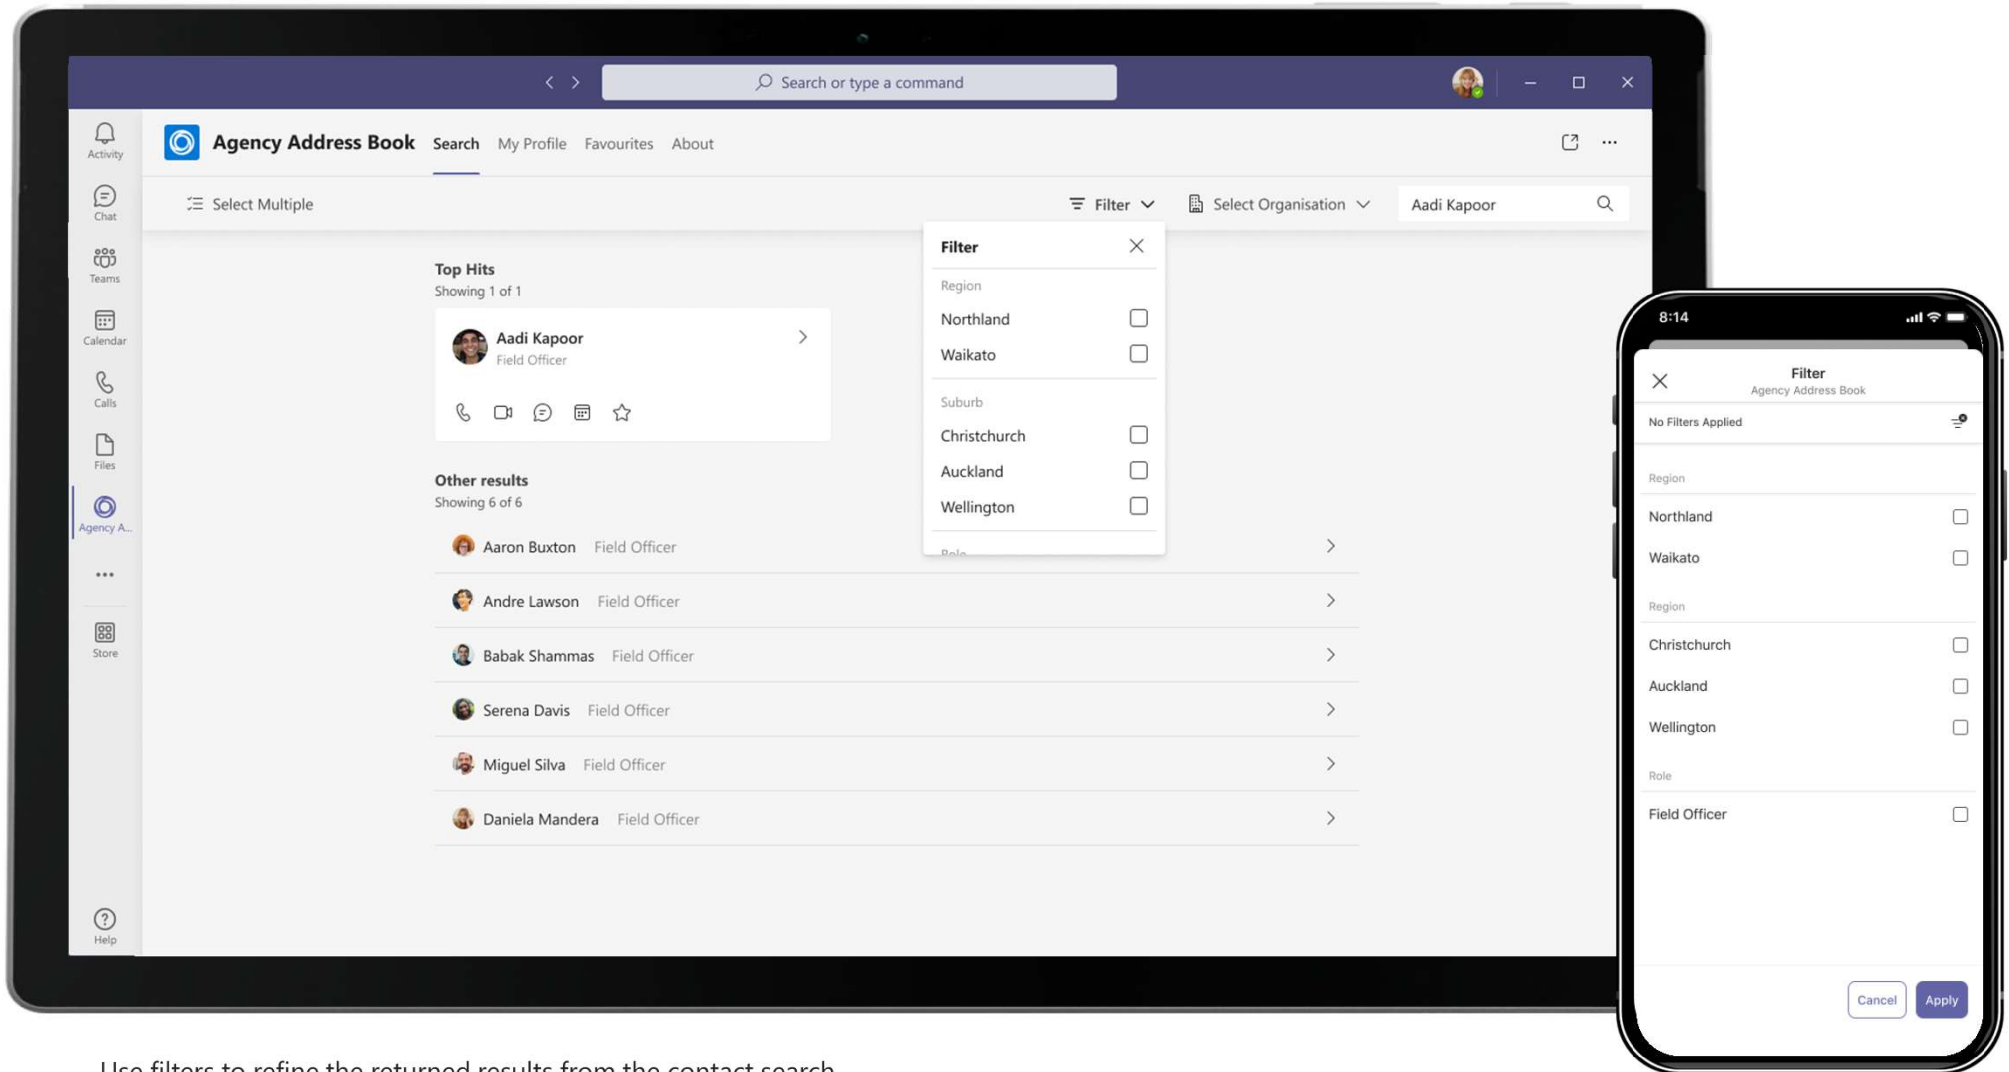 Search or type a command
Activity
Chat
Teams
Calendar
Calls
Files
Agency A...
Store
Help
Agency Address Book Search My Profile Favourites About
Select Multiple Filter Select Organisation Aadi Kapoor
Top Hits
Showing 1 of 1
Aadi Kapoor
Field Officer
Other results
Showing 6 of 6
Aaron Buxton Field Officer
Andre Lawson Field Officer
Babak Shammas Field Officer
Serena Davis Field Officer
Miguel Silva Field Officer
Daniela Mandera Field Officer
Filter
Region
Northland
Waikato
Suburb
Christchurch
Auckland
Wellington
Role
8:14
Filter
Agency Address Book
No Filters Applied
Region
Northland
Waikato
Region
Christchurch
Auckland
Wellington
Role
Field Officer
Cancel Apply
Use filters to refine the returned results from the contact search